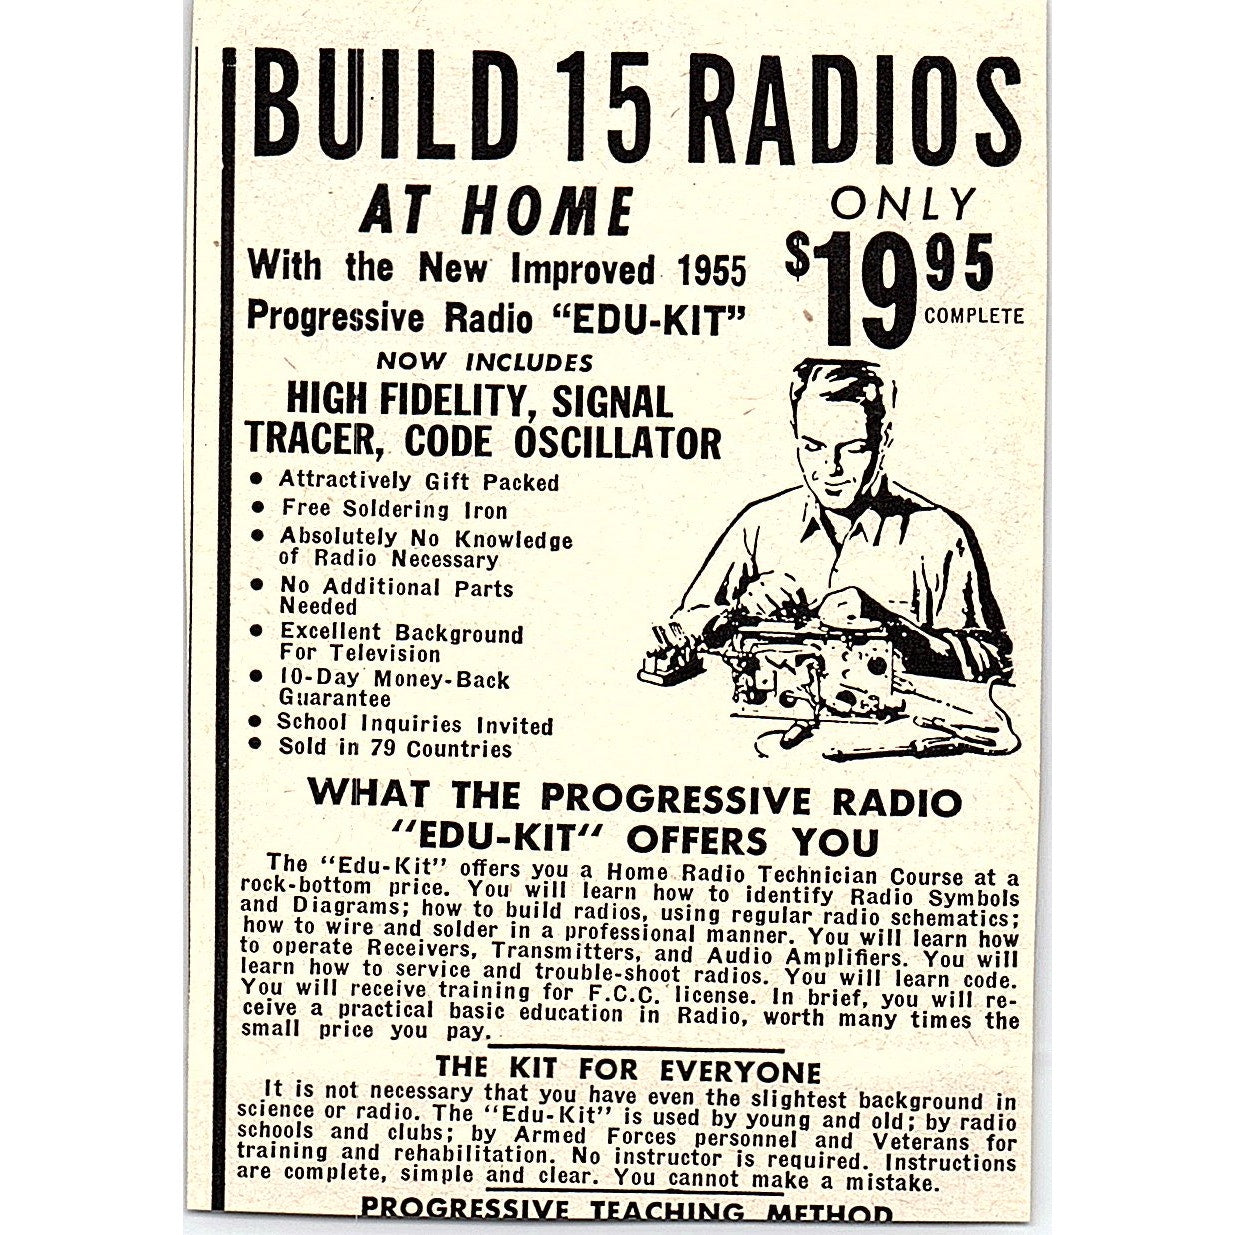 BUILD 15 RADIOS
AT HOME
ONLY
$19 95
COMPLETE
With the New Improved 1955
Progressive Radio “EDU-KIT”
NOW INCLUDES
HIGH FIDELITY, SIGNAL
TRACER, CODE OSCILLATOR
● Attractively Gift Packed
● Free Soldering Iron
● Absolutely No Knowledge
of Radio Necessary
● No Additional Parts
Needed
● Excellent Background
For Television
● 10-Day Money-Back
Guarantee
● School Inquiries Invited
● Sold in 79 Countries
WHAT THE PROGRESSIVE RADIO
“EDU-KIT” OFFERS YOU
The “Edu-Kit” offers you a Home Radio Technician Course at a
rock-bottom price. You will learn how to identify Radio Symbols
and Diagrams; how to build radios, using regular radio schematics;
how to wire and solder in a professional manner. You will learn how
to operate Receivers, Transmitters, and Audio Amplifiers. You will
learn how to service and trouble-shoot radios. You will learn code.
You will receive training for F.C.C. license. In brief, you will re-
ceive a practical basic education in Radio, worth many times the
small price you pay.
THE KIT FOR EVERYONE
It is not necessary that you have even the slightest background in
science or radio. The “Edu-Kit” is used by young and old; by radio
schools and clubs; by Armed Forces personnel and Veterans for
training and rehabilitation. No instructor is required. Instructions
are complete, simple and clear. You cannot make a mistake.
PROGRESSIVE TEACHING METHOD